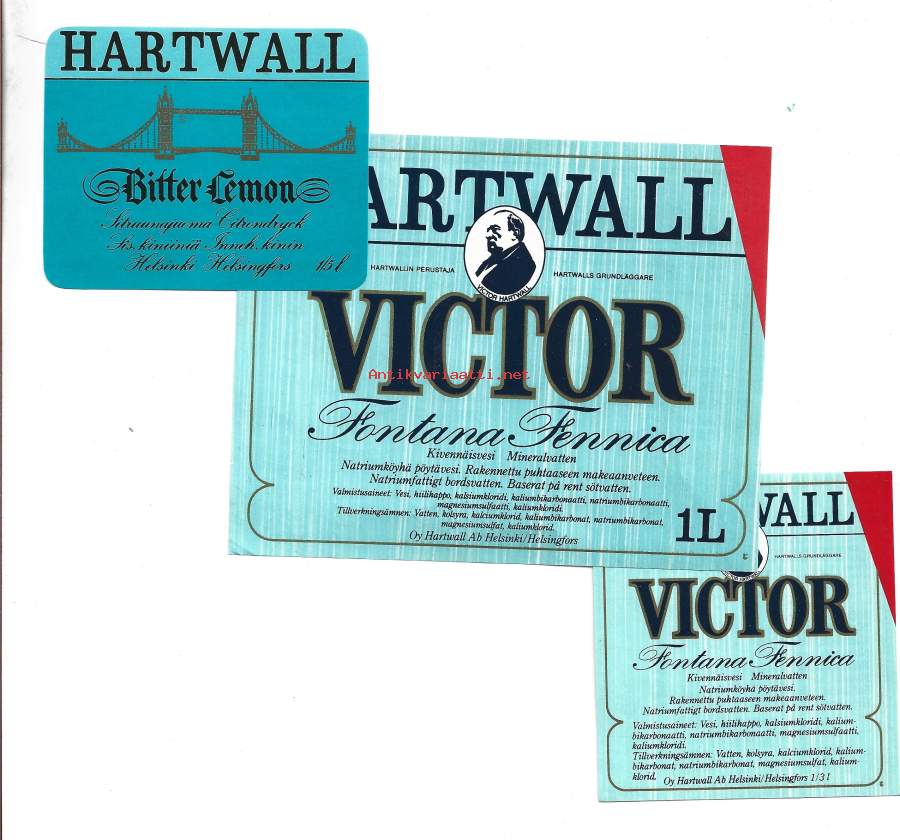 HARTWALL
Bitter Lemon
Sitruunajuoma Citrondryck
Sis. kiniiniä Inneh. kinin
Helsinki Helsingfors 1/5 l
ARTWALL
HARTWALLIN PERUSTAJA HARTWALLS GRUNDLÄGGARE
VICTOR HARTWALL
VICTOR
Antikvariaatti.net
Fontana Fennica
Kivennäisvesi Mineralvatten
Natriumköyhä pöytävesi. Rakennettu puhtaaseen makeaanveteen.
Natriumfattigt bordsvatten. Baserat på rent sötvatten.
Valmistusaineet: Vesi, hiilihappo, kalsiumkloridi, kaliumbikarbonaatti, natriumbikarbonaatti,
magnesiumsulfaatti, kaliumkloridi.
Tillverkningsämnen: Vatten, kolsyra, kalciumklorid, kaliumbikarbonat, natriumbikarbonat,
magnesiumsulfat, kaliumklorid.
1L
Oy Hartwall Ab Helsinki/Helsingfors
WALL
HARTWALLS GRUNDLÄGGARE
VICTOR
Fontana Fennica
Kivennäisvesi Mineralvatten
Natriumköyhä pöytävesi.
Rakennettu puhtaaseen makeaanveteen.
Natriumfattigt bordsvatten. Baserat på rent sötvatten.
Valmistusaineet: Vesi, hiilihappo, kalsiumkloridi, kalium-
bikarbonaatti, natriumbikarbonaatti, magnesiumsulfaatti,
kaliumkloridi.
Tillverkningsämnen: Vatten, kolsyra, kalciumklorid, kalium-
bikarbonat, natriumbikarbonat, magnesiumsulfat, kalium-
klorid. Oy Hartwall Ab Helsinki/Helsingfors 1/3 l